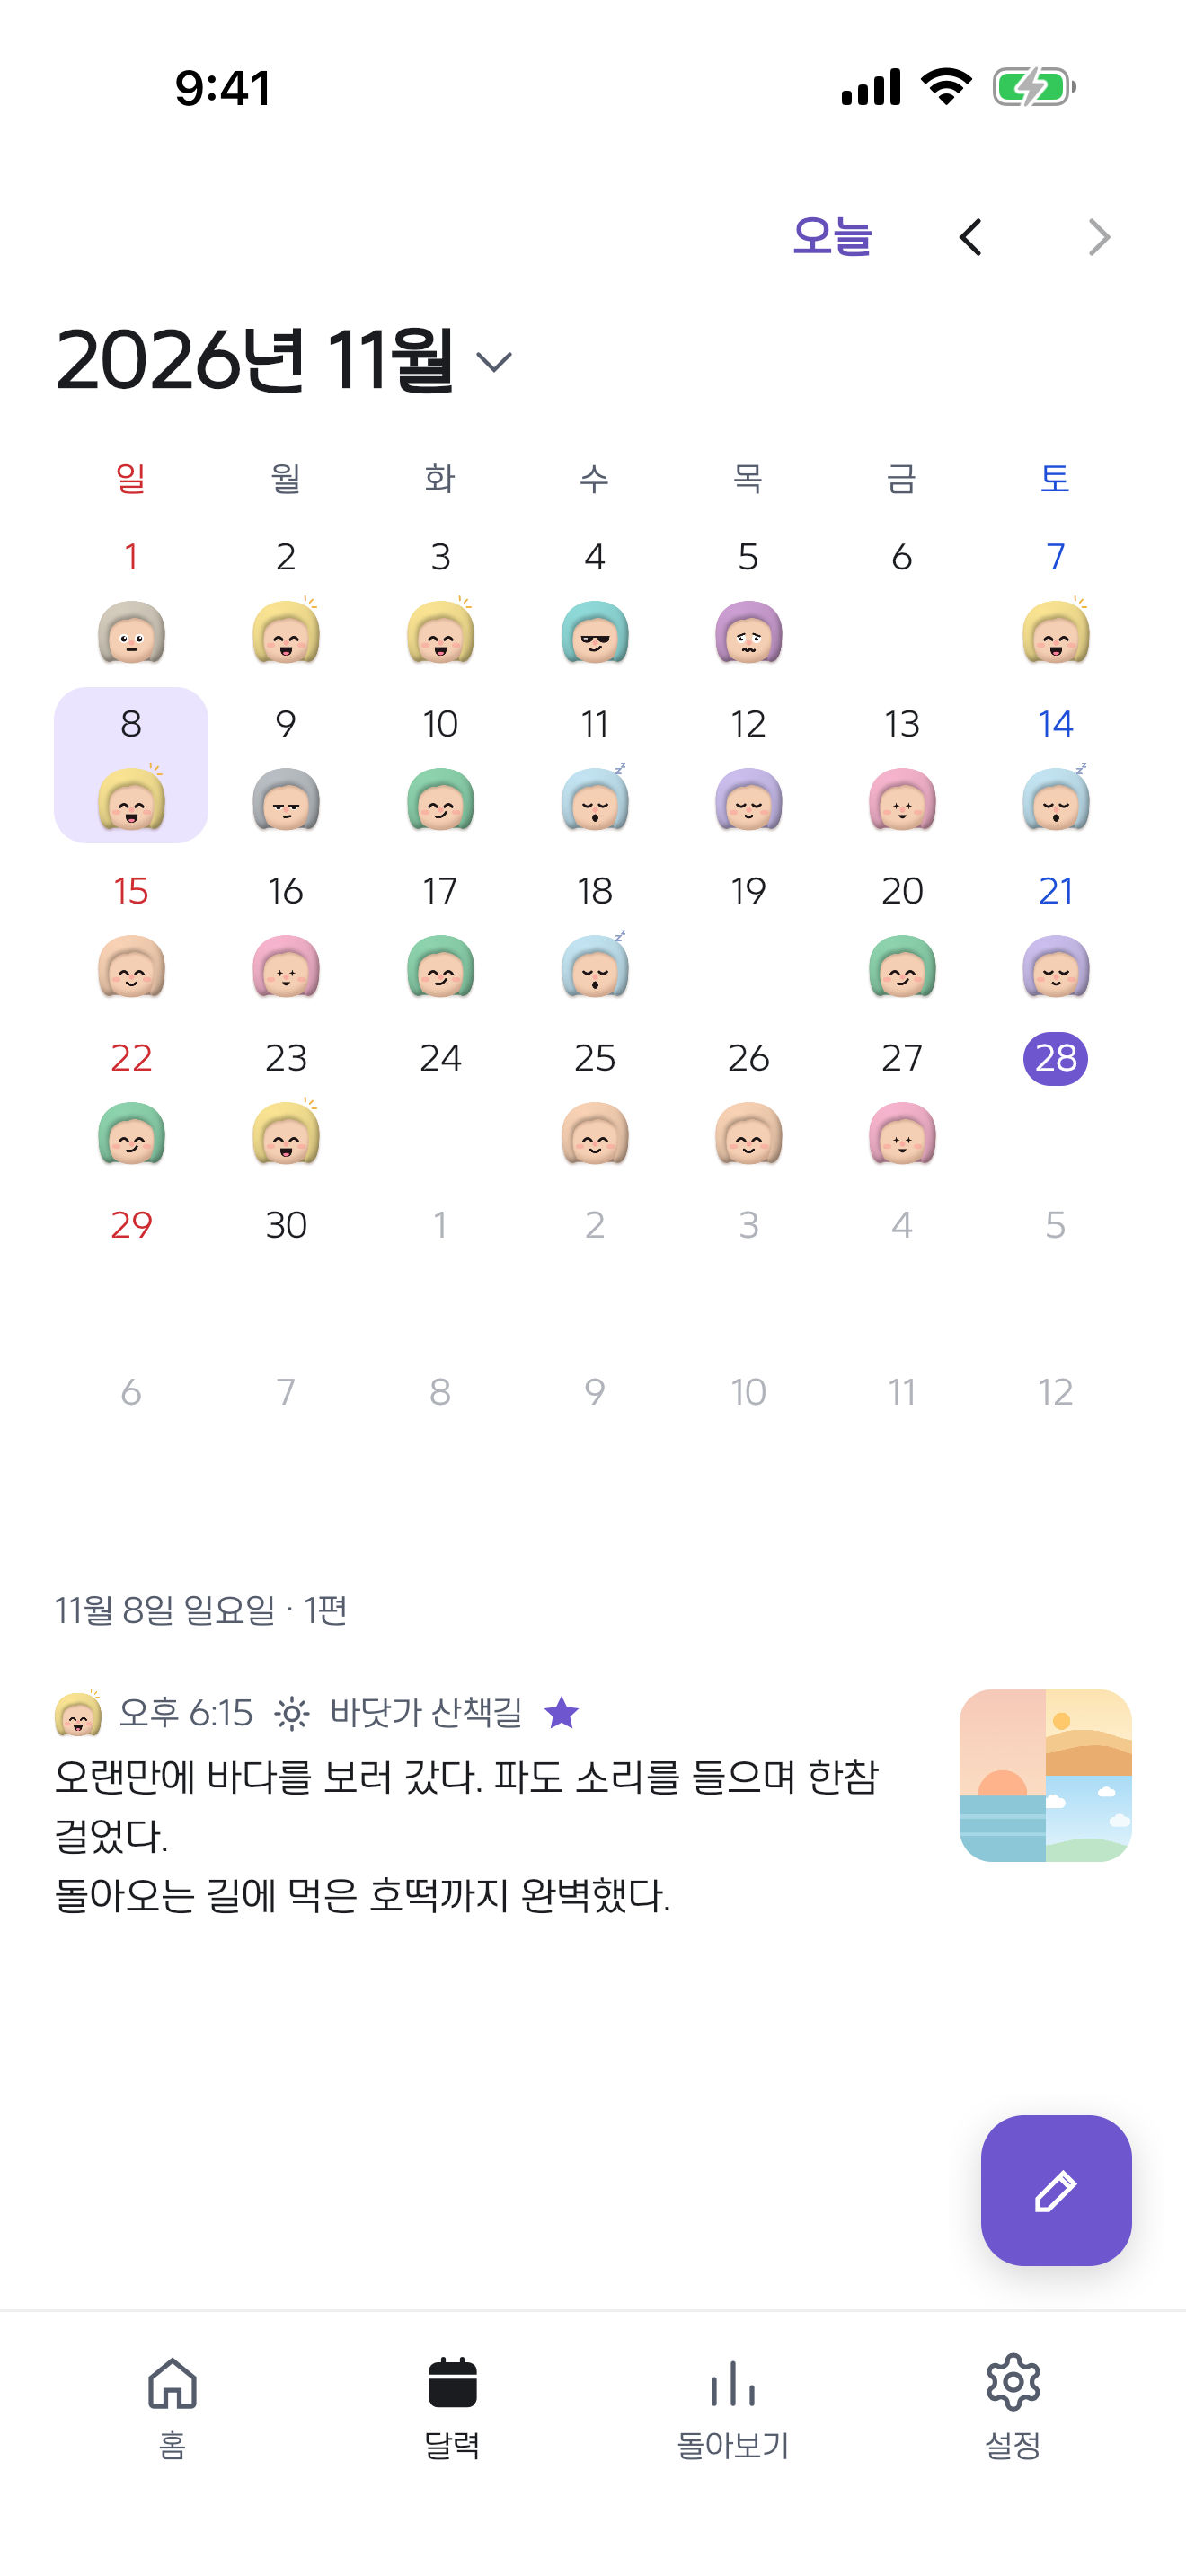 9:41
오늘
2026년 11월
일 월 화 수 목 금 토
1 2 3 4 5 6 7
8 9 10 11 12 13 14
15 16 17 18 19 20 21
22 23 24 25 26 27 28
29 30 1 2 3 4 5
6 7 8 9 10 11 12
11월 8일 일요일 · 1편
오후 6:15 바닷가 산책길
오랜만에 바다를 보러 갔다. 파도 소리를 들으며 한참
걸었다.
돌아오는 길에 먹은 호떡까지 완벽했다.
홈 달력 돌아보기 설정